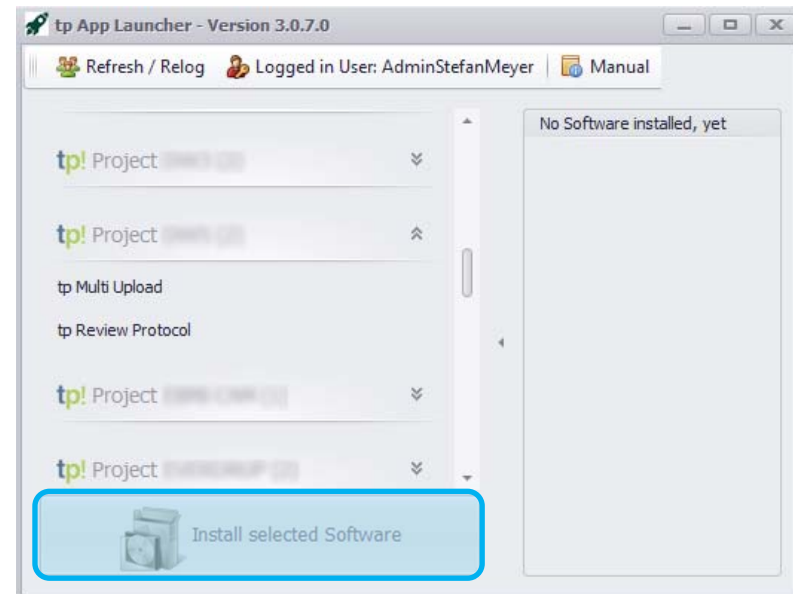 tp App Launcher - Version 3.0.7.0
Refresh / Relog Logged in User: AdminStefanMeyer Manual
No Software installed, yet
tp! Project
tp! Project
tp Multi Upload
tp Review Protocol
tp! Project
tp! Project
Install selected Software